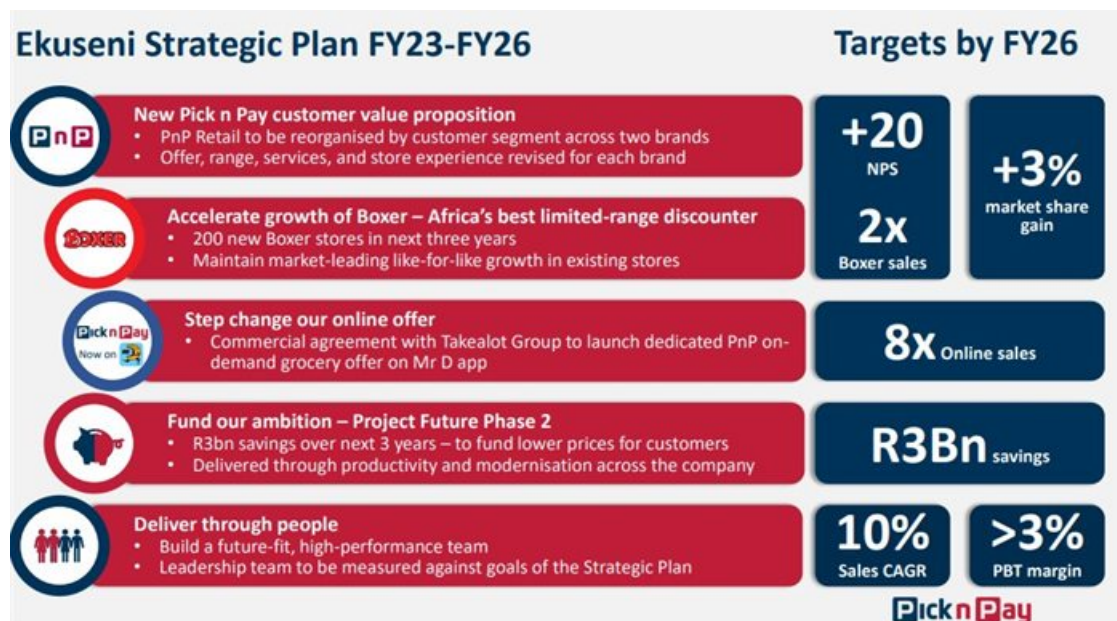 Ekuseni Strategic Plan FY23-FY26
Targets by FY26
PnP
New Pick n Pay customer value proposition
• PnP Retail to be reorganised by customer segment across two brands
• Offer, range, services, and store experience revised for each brand
+20
NPS
+3%
market share
gain
BOXER
Accelerate growth of Boxer – Africa's best limited-range discounter
• 200 new Boxer stores in next three years
• Maintain market-leading like-for-like growth in existing stores
2x
Boxer sales
Pick n Pay
Now on
Step change our online offer
• Commercial agreement with Takealot Group to launch dedicated PnP on-
demand grocery offer on Mr D app
8x Online sales
Fund our ambition – Project Future Phase 2
• R3bn savings over next 3 years – to fund lower prices for customers
• Delivered through productivity and modernisation across the company
R3Bn savings
Deliver through people
• Build a future-fit, high-performance team
• Leadership team to be measured against goals of the Strategic Plan
10%
Sales CAGR
>3%
PBT margin
Pick n Pay